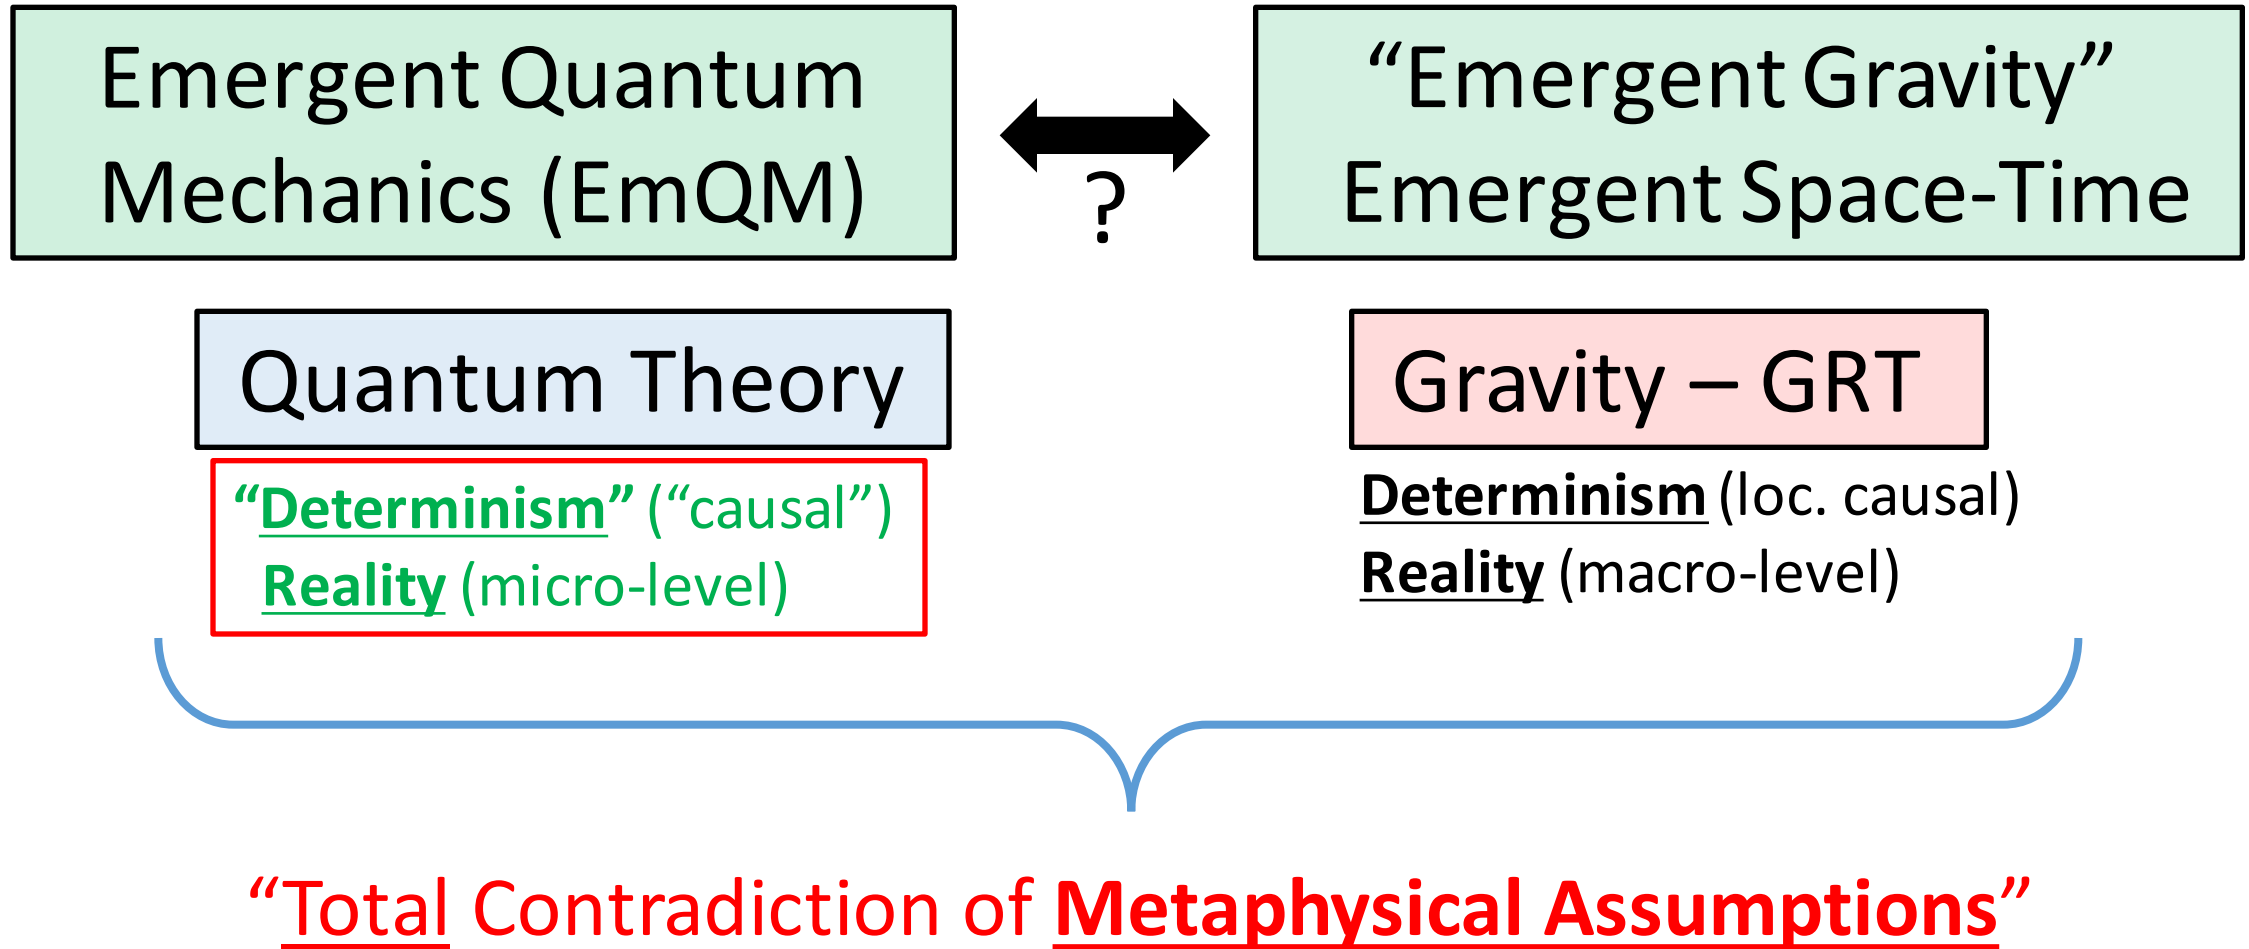 Emergent Quantum
Mechanics (EmQM)
?
“Emergent Gravity”
Emergent Space-Time
Quantum Theory
“Determinism” (“causal”)
Reality (micro-level)
Gravity – GRT
Determinism (loc. causal)
Reality (macro-level)
“Total Contradiction of Metaphysical Assumptions”